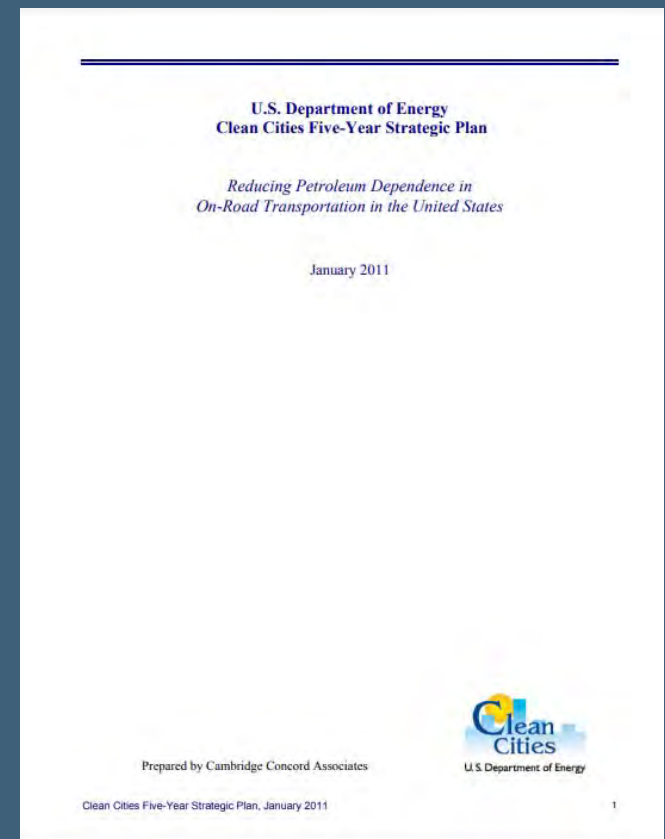 U.S. Department of Energy
Clean Cities Five-Year Strategic Plan
Reducing Petroleum Dependence in
On-Road Transportation in the United States
January 2011
Clean
Cities
U.S. Department of Energy
Prepared by Cambridge Concord Associates
Clean Cities Five-Year Strategic Plan, January 2011 1